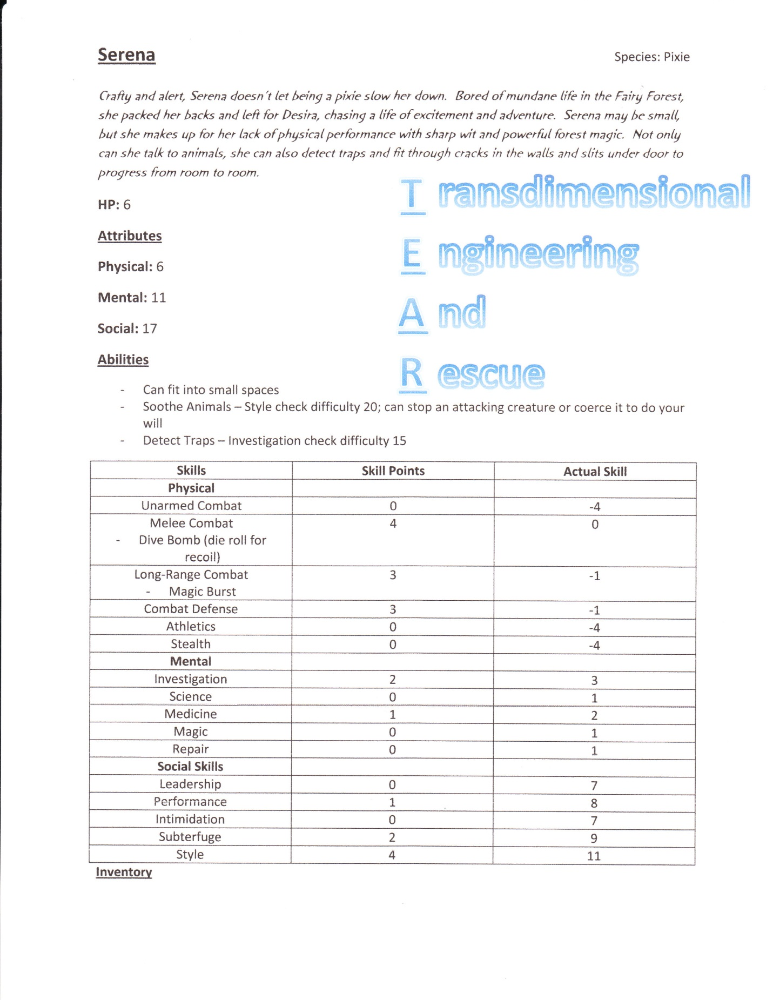 Serena
Species: Pixie
Crafty and alert, Serena doesn't let being a pixie slow her down. Bored of mundane life in the Fairy Forest,
she packed her backs and left for Desira, chasing a life of excitement and adventure. Serena may be small,
but she makes up for her lack of physical performance with sharp wit and powerful forest magic. Not only
can she talk to animals, she can also detect traps and fit through cracks in the walls and slits under door to
progress from room to room.
T ransdimensional
HP: 6
Attributes
E ngineering
Physical: 6
Mental: 11
A nd
Social: 17
Abilities
R escue
- Can fit into small spaces
- Soothe Animals – Style check difficulty 20; can stop an attacking creature or coerce it to do your
will
- Detect Traps – Investigation check difficulty 15
Skills Skill Points Actual Skill
Physical
Unarmed Combat 0 -4
Melee Combat 4 0
- Dive Bomb (die roll for
recoil)
Long-Range Combat 3 -1
- Magic Burst
Combat Defense 3 -1
Athletics 0 -4
Stealth 0 -4
Mental
Investigation 2 3
Science 0 1
Medicine 1 2
Magic 0 1
Repair 0 1
Social Skills
Leadership 0 7
Performance 1 8
Intimidation 0 7
Subterfuge 2 9
Style 4 11
Inventory